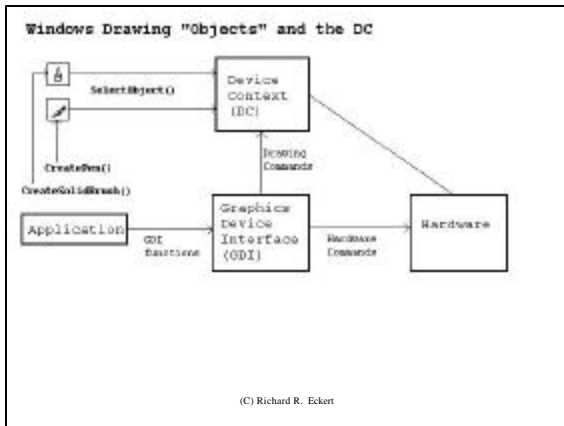 Windows Drawing "Objects" and the DC
SelectObject()
Device
Context
(DC)
CreatePen()
CreateSolidBrush()
Drawing
Commands
Application
GDI
functions
Graphics
Device
Interface
(GDI)
Hardware
Commands
Hardware
(C) Richard R. Eckert